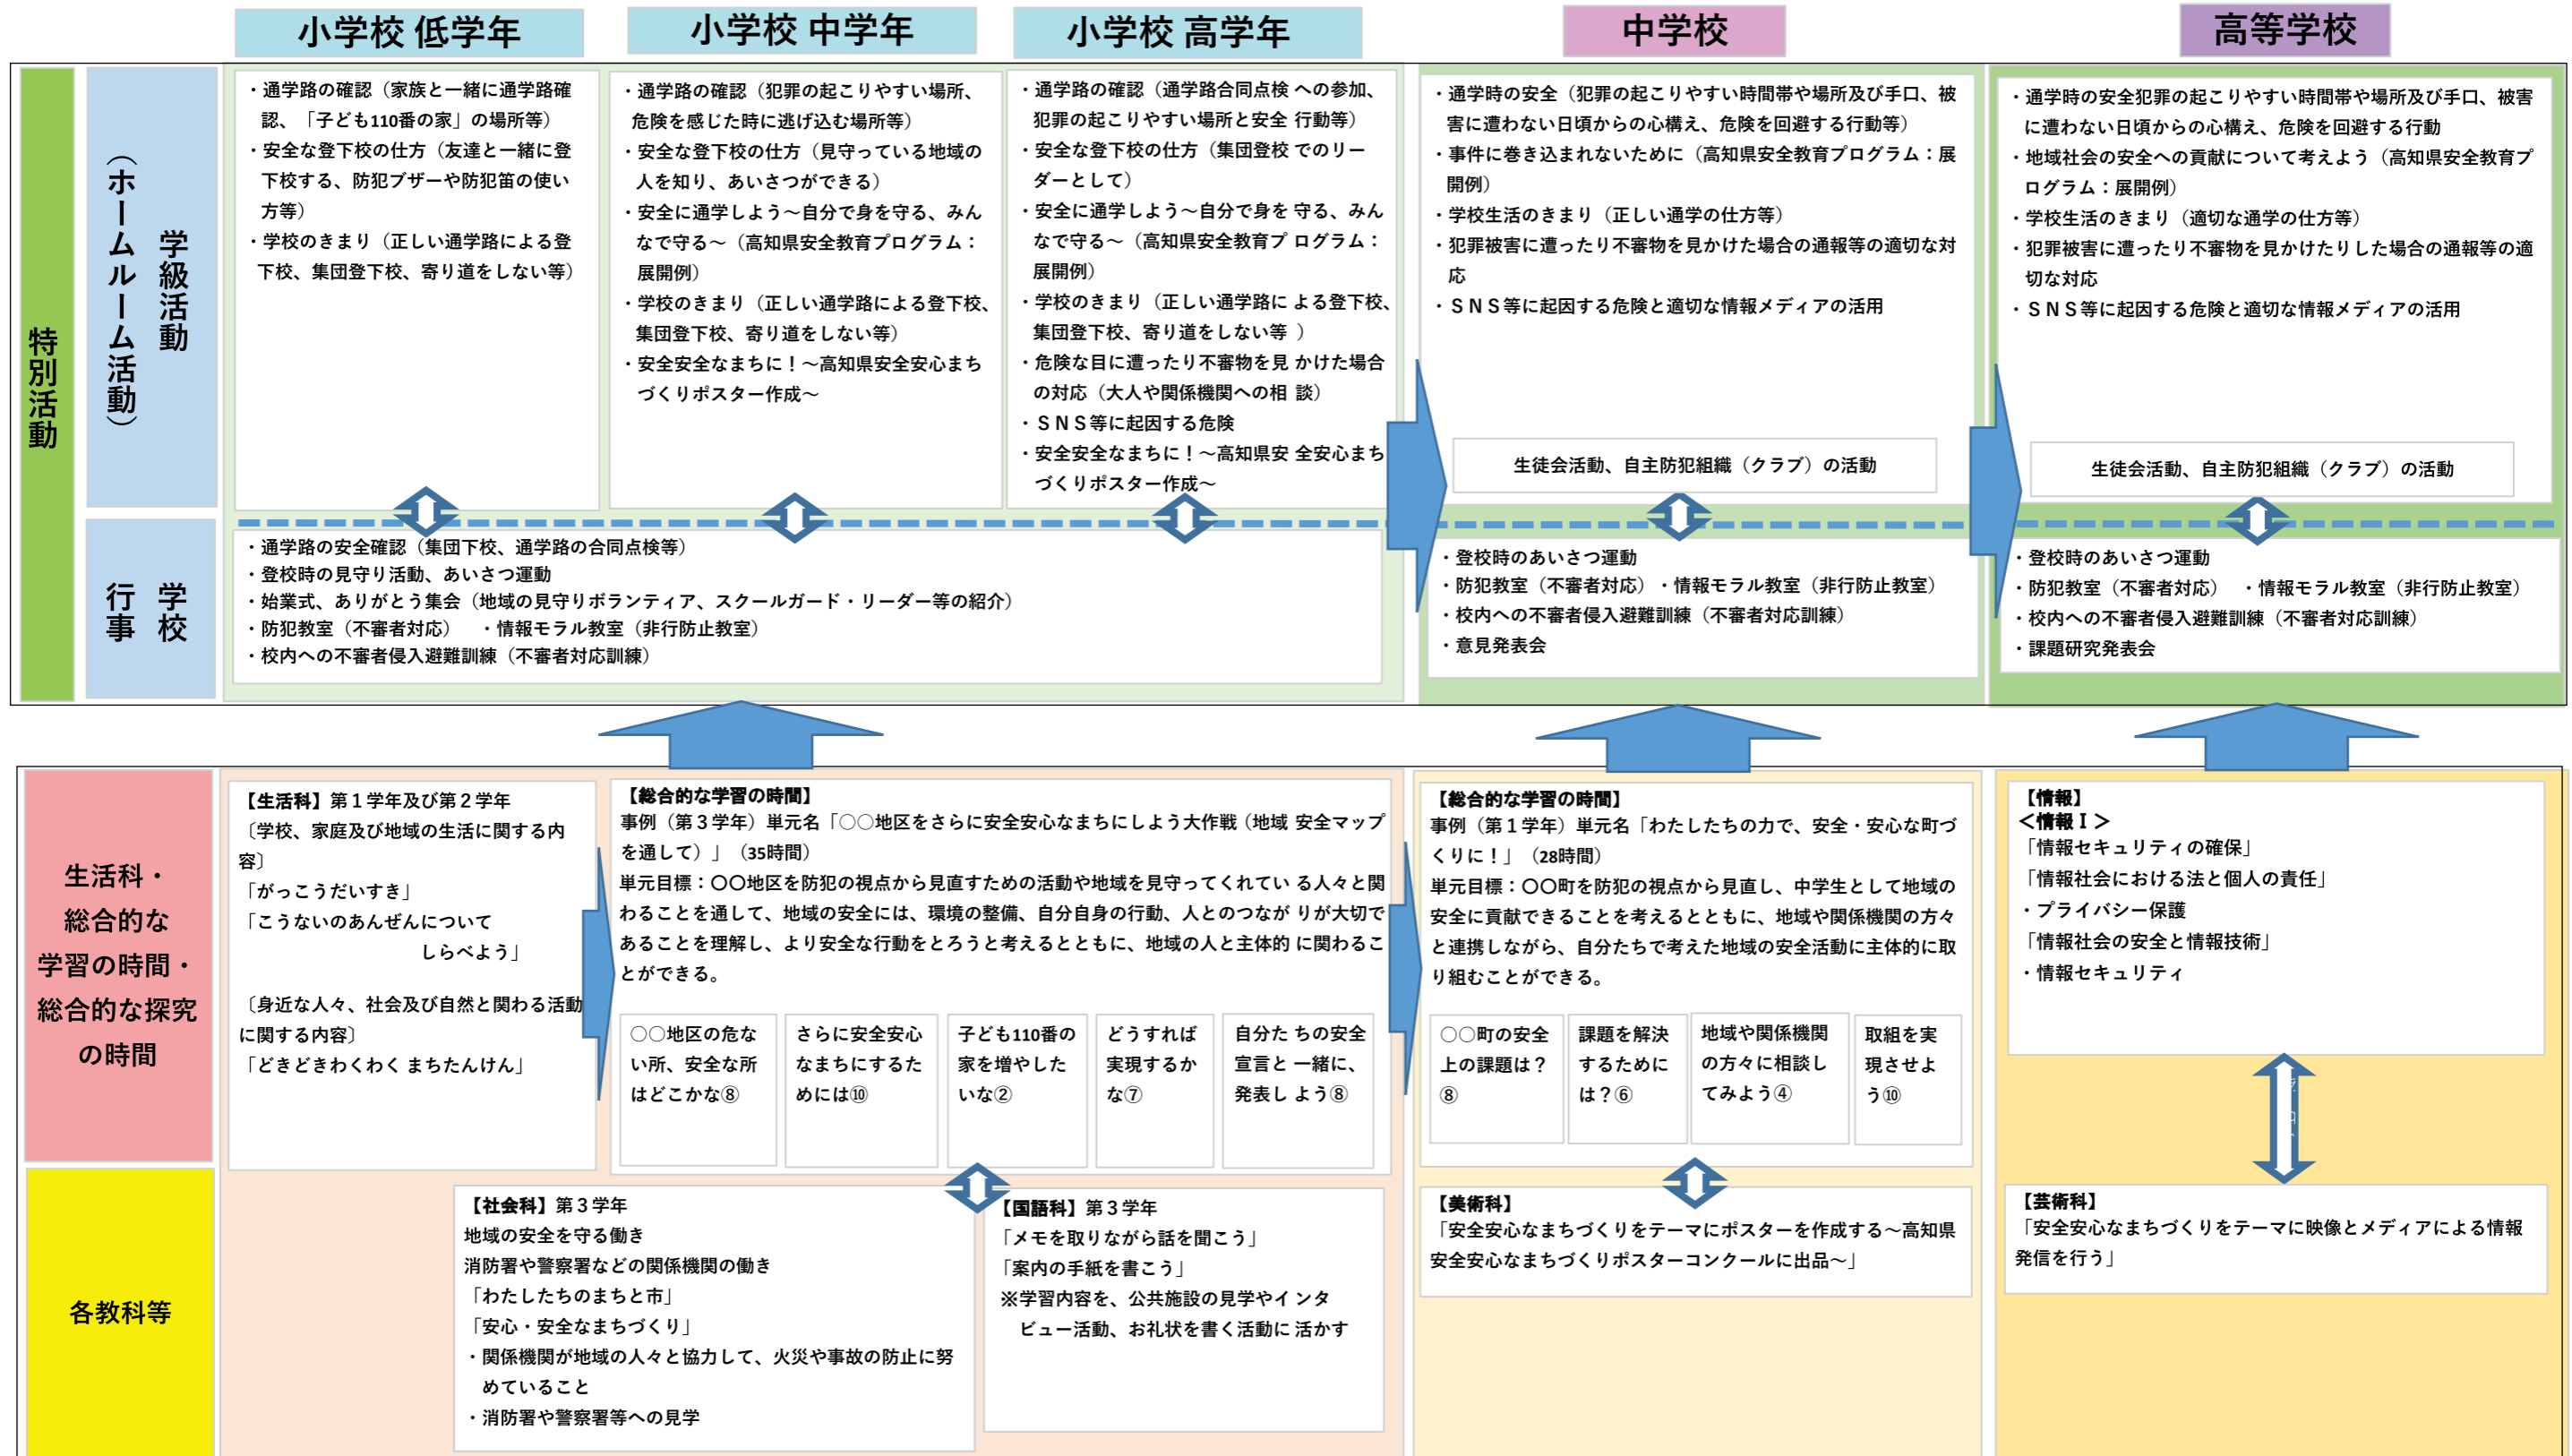 小学校 低学年
小学校 中学年
小学校 高学年
中学校
高等学校
特別活動
学級活動
（ホームルーム活動）
・通学路の確認（家族と一緒に通学路確
認、「子ども110番の家」の場所等）
・安全な登下校の仕方（友達と一緒に登
下校する、防犯ブザーや防犯笛の使い
方等）
・学校のきまり（正しい通学路による登
下校、集団登下校、寄り道をしない等）
・通学路の確認（犯罪の起こりやすい場所、
危険を感じた時に逃げ込む場所等）
・安全な登下校の仕方（見守っている地域の
人を知り、あいさつができる）
・安全に通学しよう～自分で身を守る、みん
なで守る～（高知県安全教育プログラム：
展開例）
・学校のきまり（正しい通学路による登下校、
集団登下校、寄り道をしない等）
・安全安全なまちに！～高知県安全安心まち
づくりポスター作成～
・通学路の確認（通学路合同点検 への参加、
犯罪の起こりやすい場所と安全 行動等）
・安全な登下校の仕方（集団登校 でのリー
ダーとして）
・安全に通学しよう～自分で身を 守る、みん
なで守る～（高知県安全教育プ ログラム：
展開例）
・学校のきまり（正しい通学路に よる登下校、
集団登下校、寄り道をしない等 ）
・危険な目に遭ったり不審物を見 かけた場合
の対応（大人や関係機関への相 談）
・ＳＮＳ等に起因する危険
・安全安全なまちに！～高知県安 全安心まち
づくりポスター作成～
・通学時の安全（犯罪の起こりやすい時間帯や場所及び手口、被
害に遭わない日頃からの心構え、危険を回避する行動等）
・事件に巻き込まれないために（高知県安全教育プログラム：展
開例）
・学校生活のきまり（正しい通学の仕方等）
・犯罪被害に遭ったり不審物を見かけた場合の通報等の適切な対
応
・ＳＮＳ等に起因する危険と適切な情報メディアの活用
生徒会活動、自主防犯組織（クラブ）の活動
・通学時の安全犯罪の起こりやすい時間帯や場所及び手口、被害
に遭わない日頃からの心構え、危険を回避する行動
・地域社会の安全への貢献について考えよう（高知県安全教育プ
ログラム：展開例）
・学校生活のきまり（適切な通学の仕方等）
・犯罪被害に遭ったり不審物を見かけたりした場合の通報等の適
切な対応
・ＳＮＳ等に起因する危険と適切な情報メディアの活用
生徒会活動、自主防犯組織（クラブ）の活動
学校
行事
・通学路の安全確認（集団下校、通学路の合同点検等）
・登校時の見守り活動、あいさつ運動
・始業式、ありがとう集会（地域の見守りボランティア、スクールガード・リーダー等の紹介）
・防犯教室（不審者対応）　・情報モラル教室（非行防止教室）
・校内への不審者侵入避難訓練（不審者対応訓練）
・登校時のあいさつ運動
・防犯教室（不審者対応）・情報モラル教室（非行防止教室）
・校内への不審者侵入避難訓練（不審者対応訓練）
・意見発表会
・登校時のあいさつ運動
・防犯教室（不審者対応）　・情報モラル教室（非行防止教室）
・校内への不審者侵入避難訓練（不審者対応訓練）
・課題研究発表会
生活科・
総合的な
学習の時間・
総合的な探究
の時間
【生活科】第１学年及び第２学年
〔学校、家庭及び地域の生活に関する内
容〕
「がっこうだいすき」
「こうないのあんぜんについて
しらべよう」
〔身近な人々、社会及び自然と関わる活動
に関する内容〕
「どきどきわくわく まちたんけん」
【総合的な学習の時間】
事例（第３学年）単元名「○○地区をさらに安全安心なまちにしよう大作戦（地域 安全マップ
を通して）」（35時間）
単元目標：〇〇地区を防犯の視点から見直すための活動や地域を見守ってくれてい る人々と関
わることを通して、地域の安全には、環境の整備、自分自身の行動、人とのつなが りが大切で
あることを理解し、より安全な行動をとろうと考えるとともに、地域の人と主体的 に関わるこ
とができる。
○○地区の危な
い所、安全な所
はどこかな⑧
さらに安全安心
なまちにするた
めには⑩
子ども110番の
家を増やした
いな②
どうすれば
実現するか
な⑦
自分た ちの安全
宣言と 一緒に、
発表し よう⑧
【総合的な学習の時間】
事例（第１学年）単元名「わたしたちの力で、安全・安心な町づ
くりに！」（28時間）
単元目標：〇〇町を防犯の視点から見直し、中学生として地域の
安全に貢献できることを考えるとともに、地域や関係機関の方々
と連携しながら、自分たちで考えた地域の安全活動に主体的に取
り組むことができる。
○○町の安全
上の課題は？
⑧
課題を解決
するために
は？⑥
地域や関係機関
の方々に相談し
てみよう④
取組を実
現させよ
う⑩
【情報】
＜情報Ⅰ＞
「情報セキュリティの確保」
「情報社会における法と個人の責任」
・プライバシー保護
「情報社会の安全と情報技術」
・情報セキュリティ
各教科等
【社会科】第３学年
地域の安全を守る働き
消防署や警察署などの関係機関の働き
「わたしたちのまちと市」
「安心・安全なまちづくり」
・関係機関が地域の人々と協力して、火災や事故の防止に努
めていること
・消防署や警察署等への見学
【国語科】第３学年
「メモを取りながら話を聞こう」
「案内の手紙を書こう」
※学習内容を、公共施設の見学やインタ
ビュー活動、お礼状を書く活動に 活かす
【美術科】
「安全安心なまちづくりをテーマにポスターを作成する～高知県
安全安心なまちづくりポスターコンクールに出品～」
【芸術科】
「安全安心なまちづくりをテーマに映像とメディアによる情報
発信を行う」